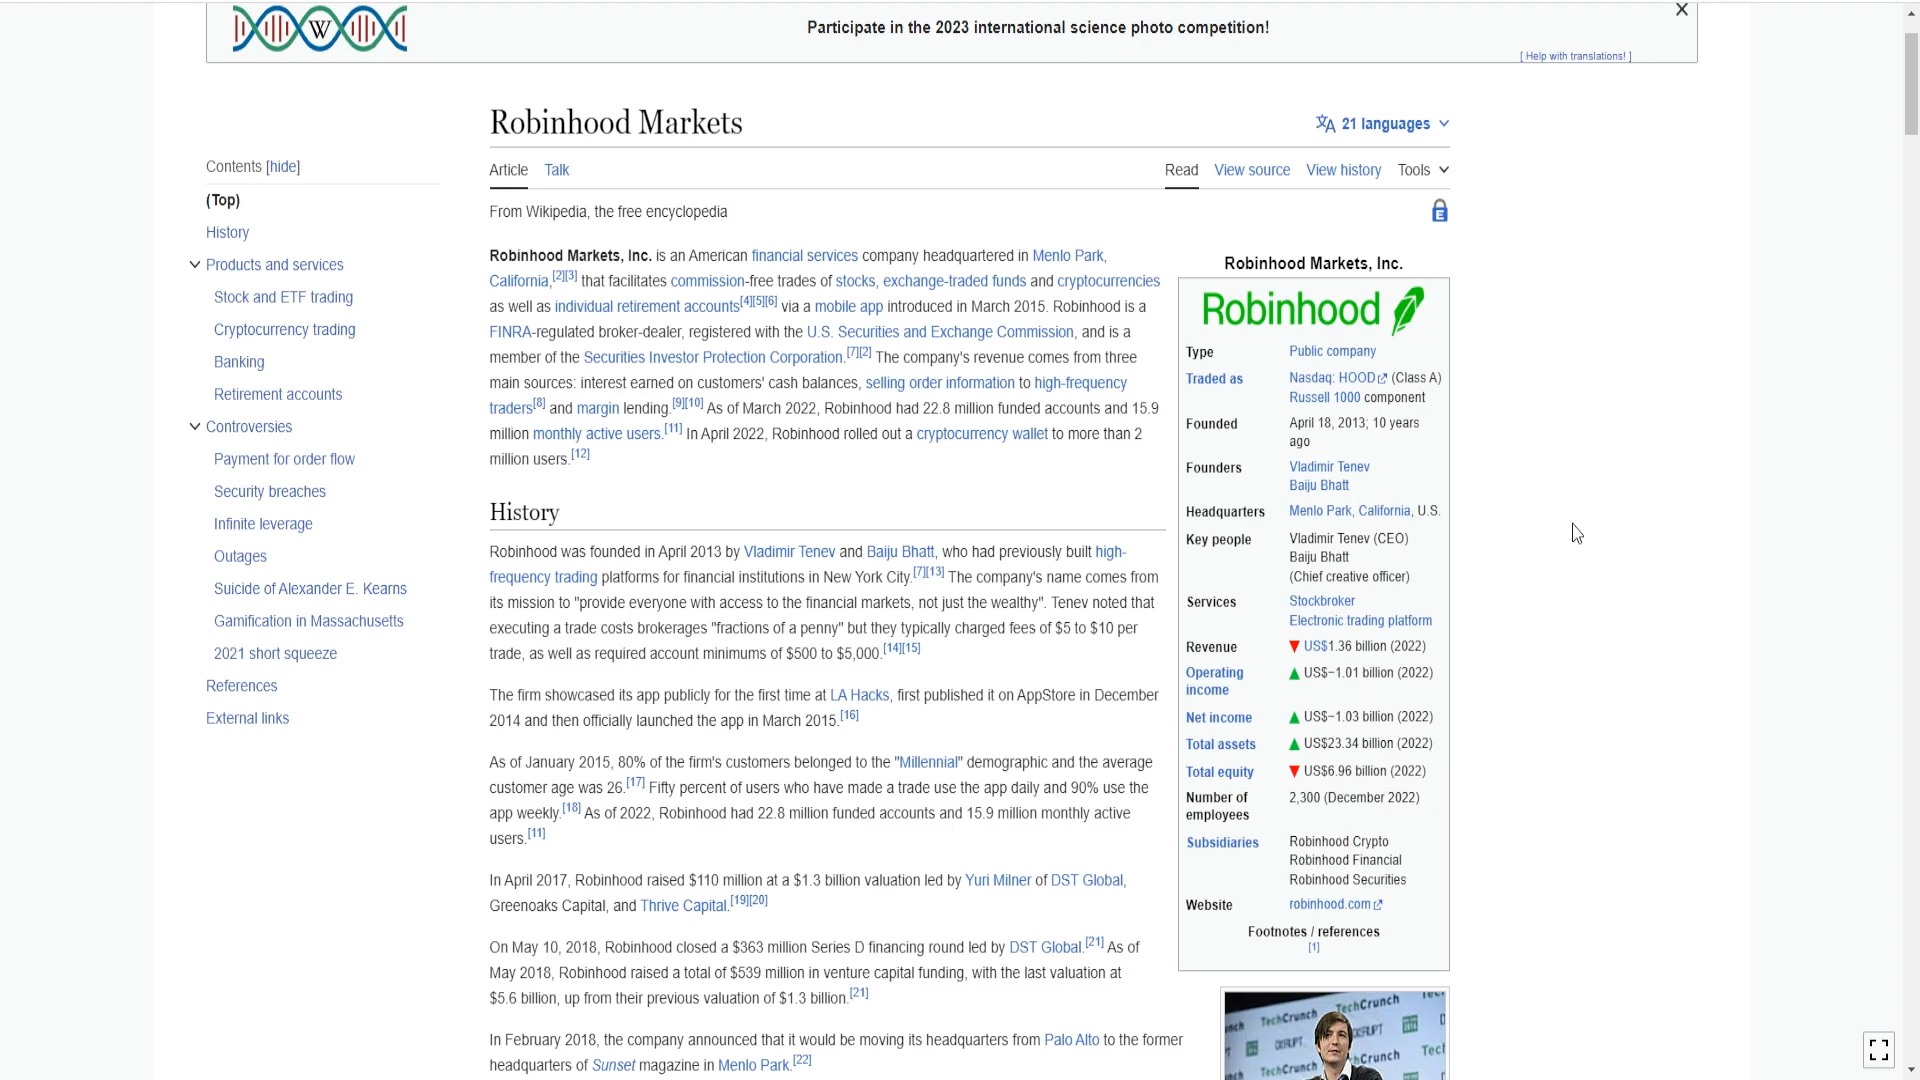 W
Participate in the 2023 international science photo competition!
[ Help with translations! ]
Robinhood Markets
21 languages
Contents [hide]
(Top)
History
Products and services
Stock and ETF trading
Cryptocurrency trading
Banking
Retirement accounts
Controversies
Payment for order flow
Security breaches
Infinite leverage
Outages
Suicide of Alexander E. Kearns
Gamification in Massachusetts
2021 short squeeze
References
External links
Article Talk
Read View source View history Tools
From Wikipedia, the free encyclopedia
E
Robinhood Markets, Inc. is an American financial services company headquartered in Menlo Park,
California,[2][3] that facilitates commission-free trades of stocks, exchange-traded funds and cryptocurrencies
as well as individual retirement accounts[4][5][6] via a mobile app introduced in March 2015. Robinhood is a
FINRA-regulated broker-dealer, registered with the U.S. Securities and Exchange Commission, and is a
member of the Securities Investor Protection Corporation.[7][2] The company's revenue comes from three
main sources: interest earned on customers' cash balances, selling order information to high-frequency
traders[8] and margin lending.[9][10] As of March 2022, Robinhood had 22.8 million funded accounts and 15.9
million monthly active users.[11] In April 2022, Robinhood rolled out a cryptocurrency wallet to more than 2
million users.[12]
History
Robinhood was founded in April 2013 by Vladimir Tenev and Baiju Bhatt, who had previously built high-
frequency trading platforms for financial institutions in New York City.[7][13] The company's name comes from
its mission to "provide everyone with access to the financial markets, not just the wealthy". Tenev noted that
executing a trade costs brokerages "fractions of a penny" but they typically charged fees of $5 to $10 per
trade, as well as required account minimums of $500 to $5,000.[14][15]
The firm showcased its app publicly for the first time at LA Hacks, first published it on AppStore in December
2014 and then officially launched the app in March 2015.[16]
As of January 2015, 80% of the firm's customers belonged to the "Millennial" demographic and the average
customer age was 26.[17] Fifty percent of users who have made a trade use the app daily and 90% use the
app weekly.[18] As of 2022, Robinhood had 22.8 million funded accounts and 15.9 million monthly active
users.[11]
In April 2017, Robinhood raised $110 million at a $1.3 billion valuation led by Yuri Milner of DST Global,
Greenoaks Capital, and Thrive Capital.[19][20]
On May 10, 2018, Robinhood closed a $363 million Series D financing round led by DST Global.[21] As of
May 2018, Robinhood raised a total of $539 million in venture capital funding, with the last valuation at
$5.6 billion, up from their previous valuation of $1.3 billion.[21]
In February 2018, the company announced that it would be moving its headquarters from Palo Alto to the former
headquarters of Sunset magazine in Menlo Park.[22]
Robinhood Markets, Inc.
Robinhood
Type Public company
Traded as Nasdaq: HOOD (Class A)
Russell 1000 component
Founded April 18, 2013; 10 years
ago
Founders Vladimir Tenev
Baiju Bhatt
Headquarters Menlo Park, California, U.S.
Key people Vladimir Tenev (CEO)
Baiju Bhatt
(Chief creative officer)
Services Stockbroker
Electronic trading platform
Revenue ▼ US$1.36 billion (2022)
Operating income ▲ US$−1.01 billion (2022)
Net income ▲ US$−1.03 billion (2022)
Total assets ▲ US$23.34 billion (2022)
Total equity ▼ US$6.96 billion (2022)
Number of employees 2,300 (December 2022)
Subsidiaries Robinhood Crypto
Robinhood Financial
Robinhood Securities
Website robinhood.com
Footnotes / references
[1]
TechCrunch
TechCrunch
DISRUPT
TechCrunch